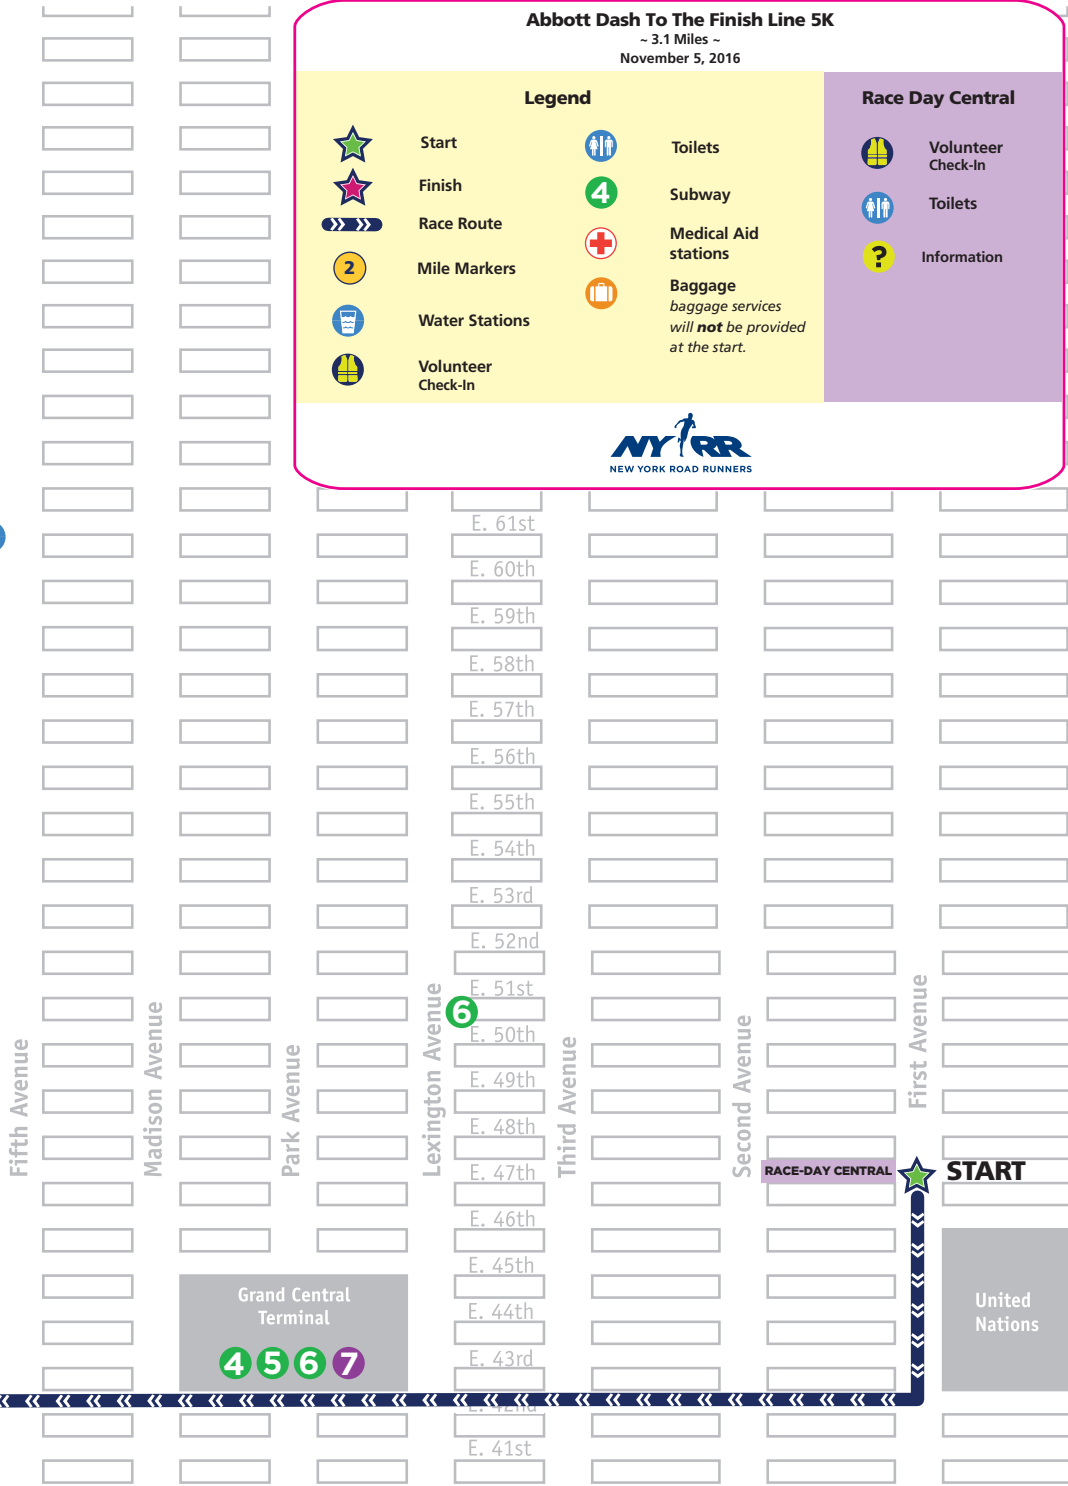 Abbott Dash To The Finish Line 5K
~ 3.1 Miles ~
November 5, 2016
Legend
Start
Finish
Race Route
2
Mile Markers
Water Stations
Volunteer
Check-In
Toilets
4
Subway
Medical Aid
stations
Baggage
baggage services
will not be provided
at the start.
Race Day Central
Volunteer
Check-In
Toilets
?
Information
NYRR
NEW YORK ROAD RUNNERS
E. 61st
E. 60th
E. 59th
E. 58th
E. 57th
E. 56th
E. 55th
E. 54th
E. 53rd
E. 52nd
E. 51st
6
E. 50th
E. 49th
E. 48th
E. 47th
E. 46th
E. 45th
E. 44th
E. 43rd
E. 42nd
E. 41st
Fifth Avenue
Madison Avenue
Park Avenue
Lexington Avenue
Third Avenue
Second Avenue
First Avenue
RACE-DAY CENTRAL
START
Grand Central
Terminal
4 5 6 7
United
Nations